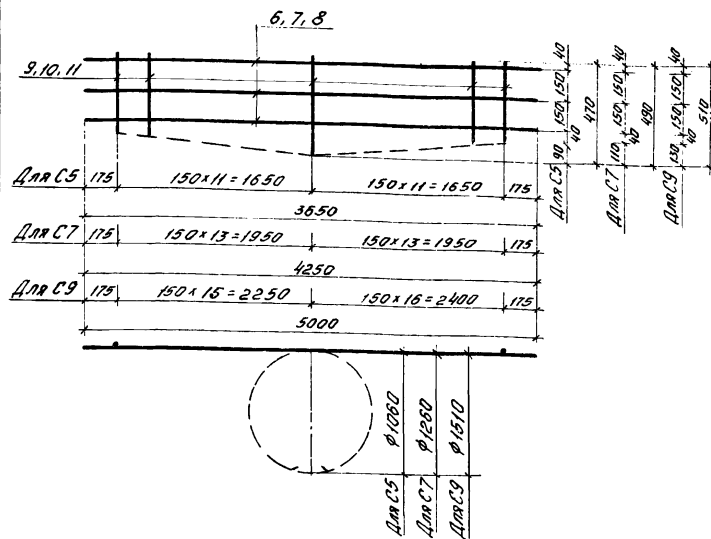 6, 7, 8
9, 10, 11
Для С5 175 150×11=1650 150×11=1650 175
3650
Для С7 175 150×13=1950 150×13=1950 175
4250
Для С9 175 150×15=2250 150×16=2400 175
5000
Для С5 90 40 150 150 40
470
Для С7 110 40 150 150 40
490
Для С9 130 40 150 150 40
510
Для С5 ϕ1060
Для С7 ϕ1260
Для С9 ϕ1510